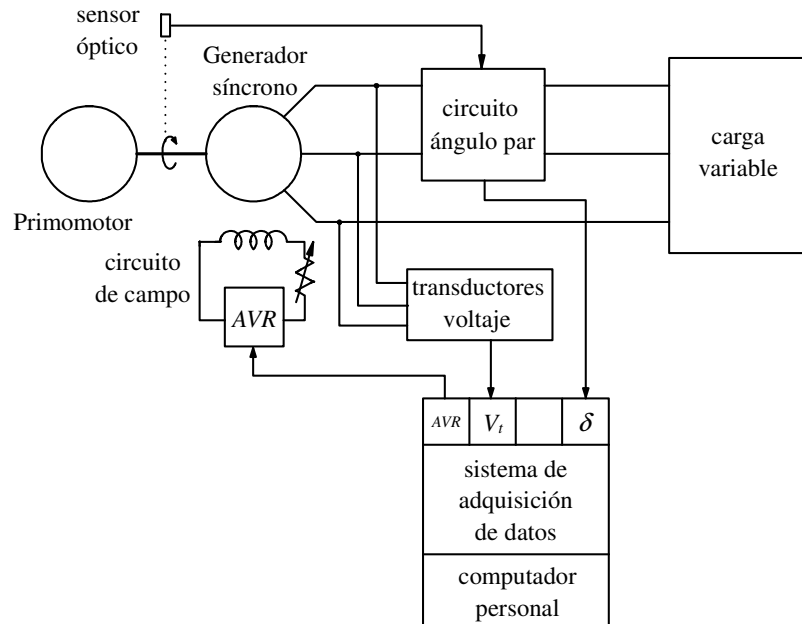 sensor
óptico
Generador
síncrono
circuito
ángulo par
carga
variable
Primomotor
circuito
de campo
AVR
transductores
voltaje
AVR
Vt
δ
sistema de
adquisición
de datos
computador
personal